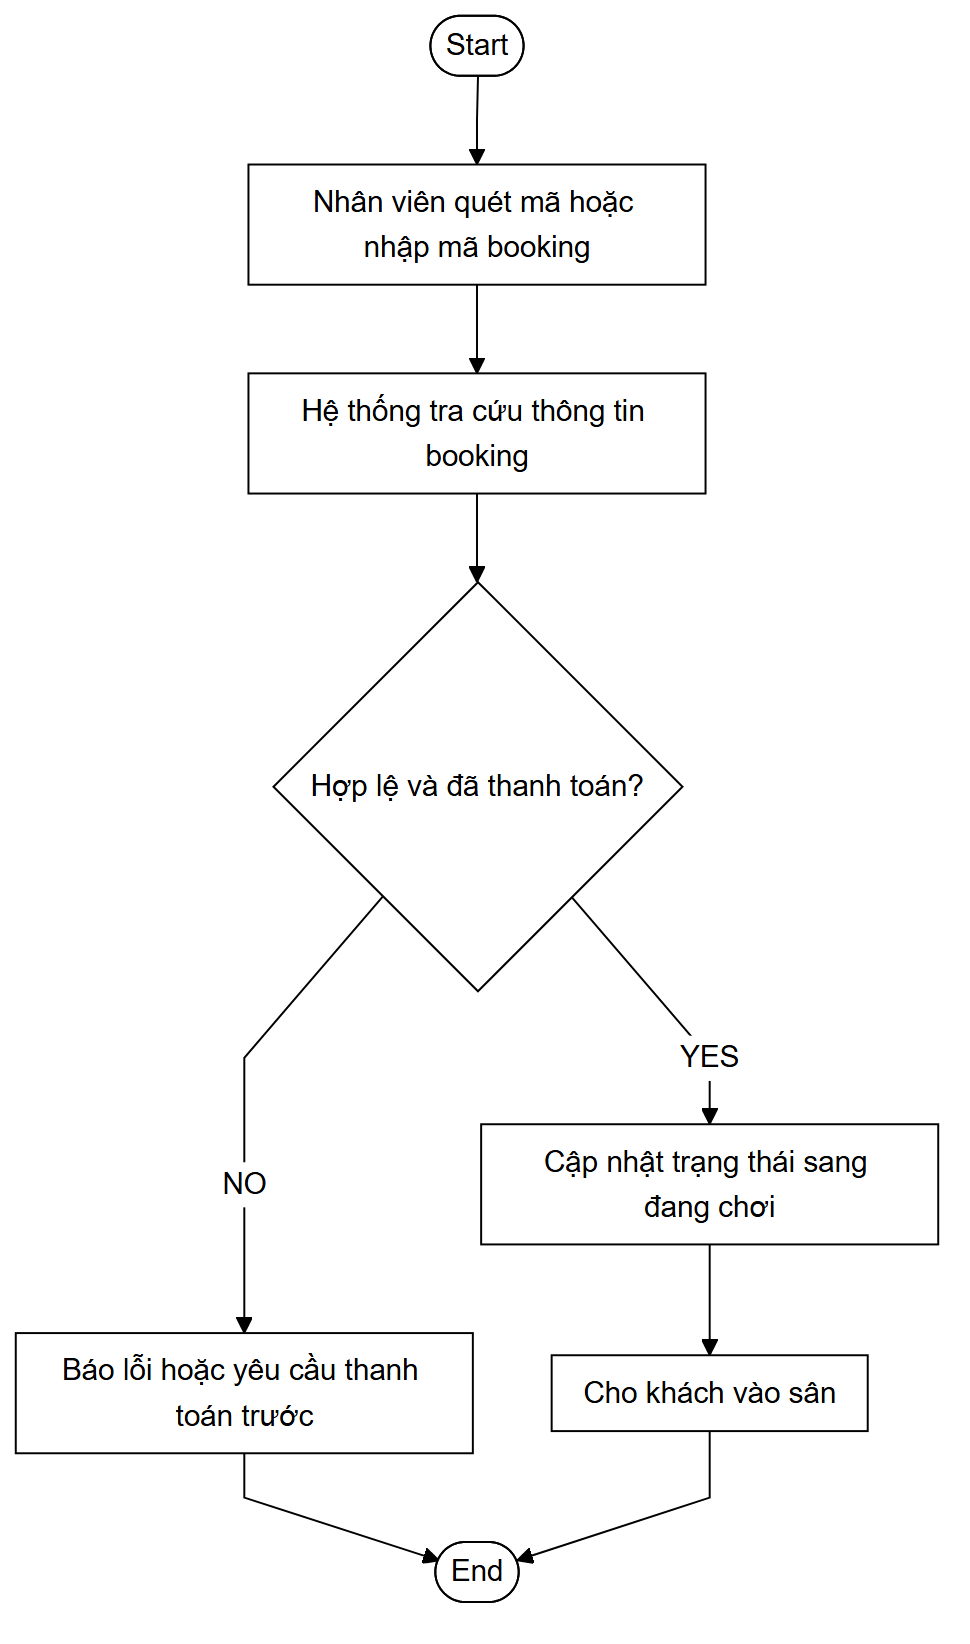 Start
Nhân viên quét mã hoặc
nhập mã booking
Hệ thống tra cứu thông tin
booking
Hợp lệ và đã thanh toán?
YES
Cập nhật trạng thái sang
đang chơi
NO
Báo lỗi hoặc yêu cầu thanh
toán trước
Cho khách vào sân
End